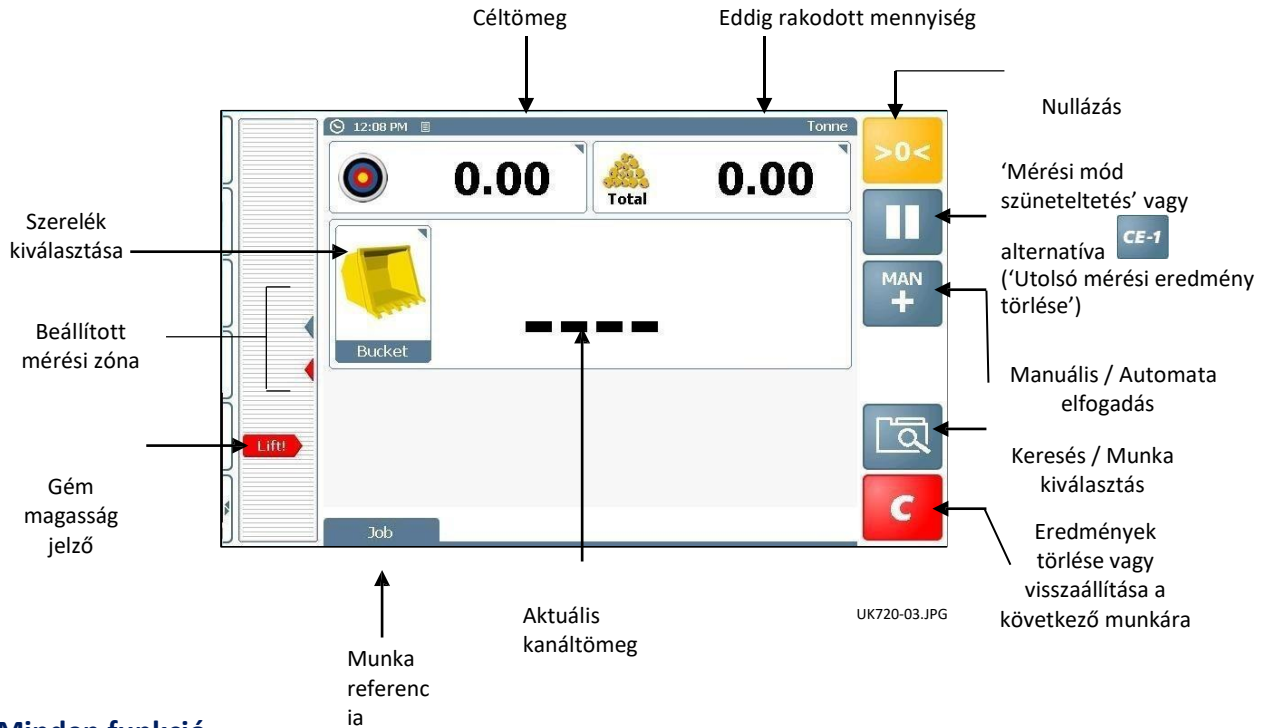 Céltömeg
Eddig rakodott mennyiség
Nullázás
12:08 PM
Tonne
>0<
0.00
Total
0.00
‘Mérési mód
szüneteltetés’ vagy
alternatíva CE-1
(‘Utolsó mérési eredmény
törlése’)
Szerelék
kiválasztása
MAN
+
Beállított
mérési zóna
Bucket
Manuális / Automata
elfogadás
Lift!
Keresés / Munka
kiválasztás
Gém
magasság
jelző
C
Job
Eredmények
törlése vagy
visszaállítása a
következő munkára
Aktuális
kanáltömeg
UK720-03.JPG
Munka
referenc
ia